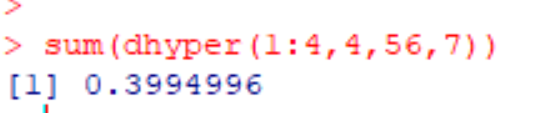 >
> sum(dhyper(1:4,4,56,7))
[1] 0.3994996